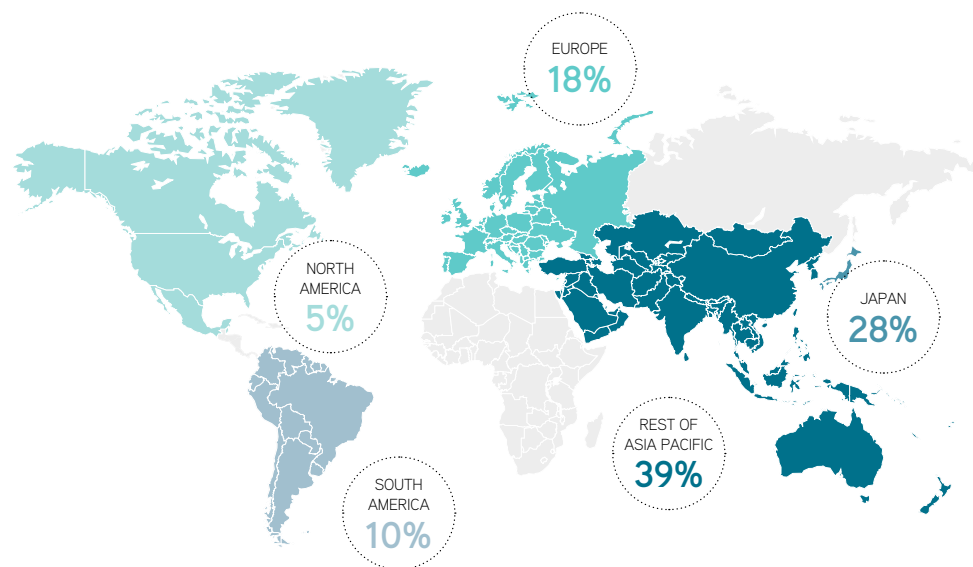 EUROPE
18%
NORTH
AMERICA
5%
JAPAN
28%
REST OF
ASIA PACIFIC
39%
SOUTH
AMERICA
10%